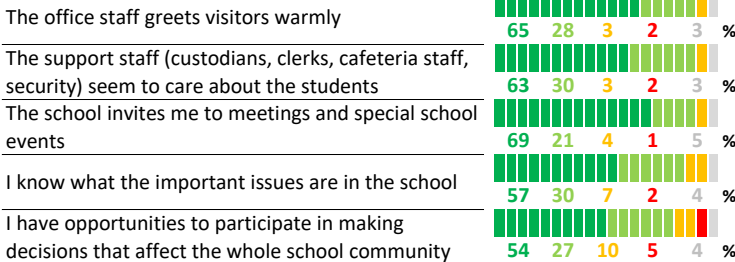 The office staff greets visitors warmly
65 28 3 2 3 %
The support staff (custodians, clerks, cafeteria staff,
security) seem to care about the students
63 30 3 2 3 %
The school invites me to meetings and special school
events
69 21 4 1 5 %
I know what the important issues are in the school
57 30 7 2 4 %
I have opportunities to participate in making
decisions that affect the whole school community
54 27 10 5 4 %